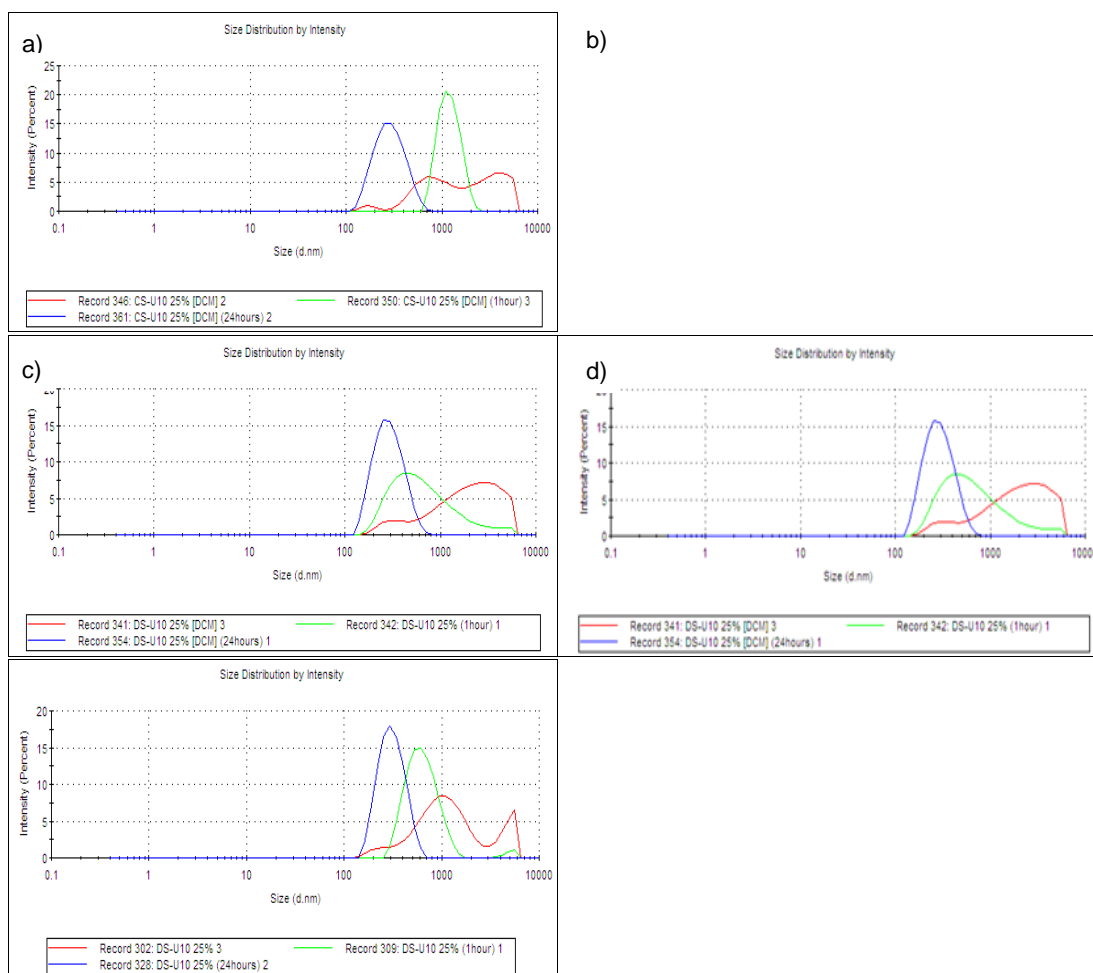 a)
Size Distribution by Intensity
25
20
15
10
5
0
Intensity (Percent)
0.1 1 10 100 1000 10000
Size (d.nm)
Record 346: CS-U10 25% [DCM] 2 Record 350: CS-U10 25% [DCM] (1hour) 3
Record 361: CS-U10 25% [DCM] (24hours) 2
b)
c)
Size Distribution by Intensity
15
10
5
0
Intensity (Percent)
0.1 1 10 100 1000 10000
Size (d.nm)
Record 341: DS-U10 25% [DCM] 3 Record 342: DS-U10 25% (1hour) 1
Record 354: DS-U10 25% [DCM] (24hours) 1
d)
Size Distribution by Intensity
15
10
5
0
Intensity (Percent)
0.1 1 10 100 1000 1000
Size (d.nm)
Record 341: DS-U10 25% [DCM] 3 Record 342: DS-U10 25% (1hour) 1
Record 354: DS-U10 25% [DCM] (24hours) 1
Size Distribution by Intensity
20
15
10
5
0
Intensity (Percent)
0.1 1 10 100 1000 10000
Size (d.nm)
Record 302: DS-U10 25% 3 Record 309: DS-U10 25% (1hour) 1
Record 328: DS-U10 25% (24hours) 2